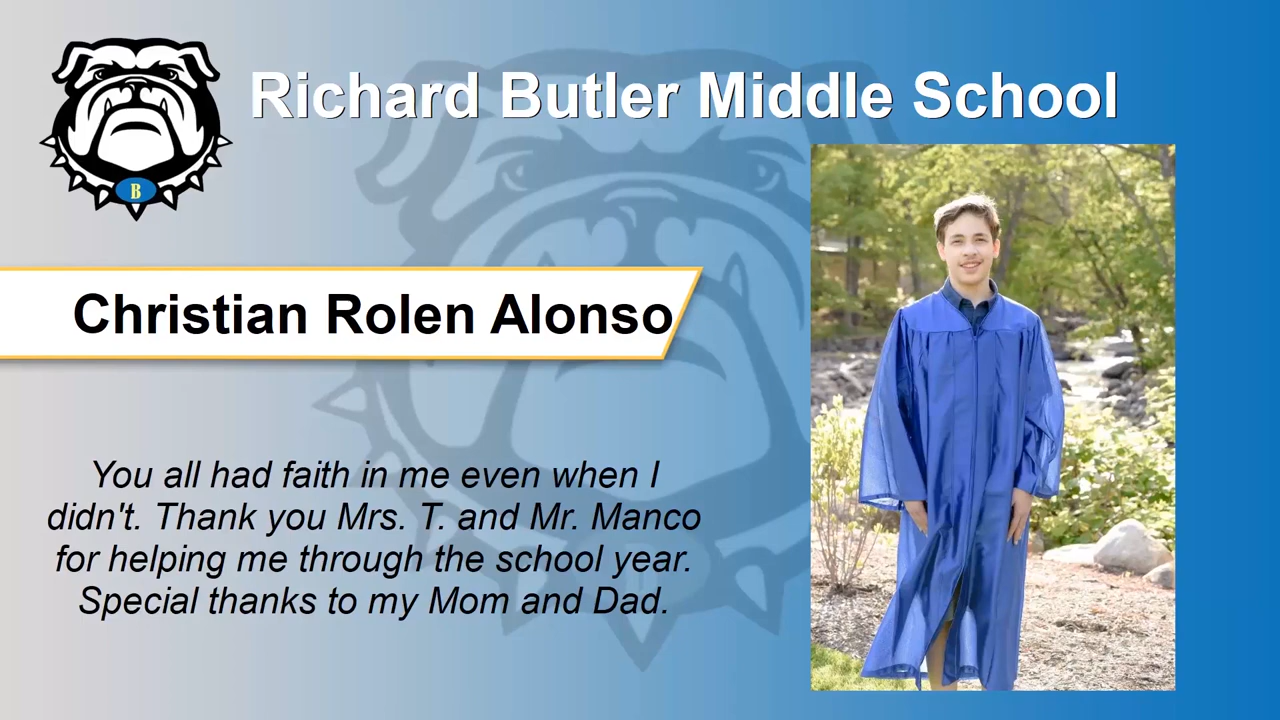 Richard Butler Middle School
B
Christian Rolen Alonso
You all had faith in me even when I
didn't. Thank you Mrs. T. and Mr. Manco
for helping me through the school year.
Special thanks to my Mom and Dad.